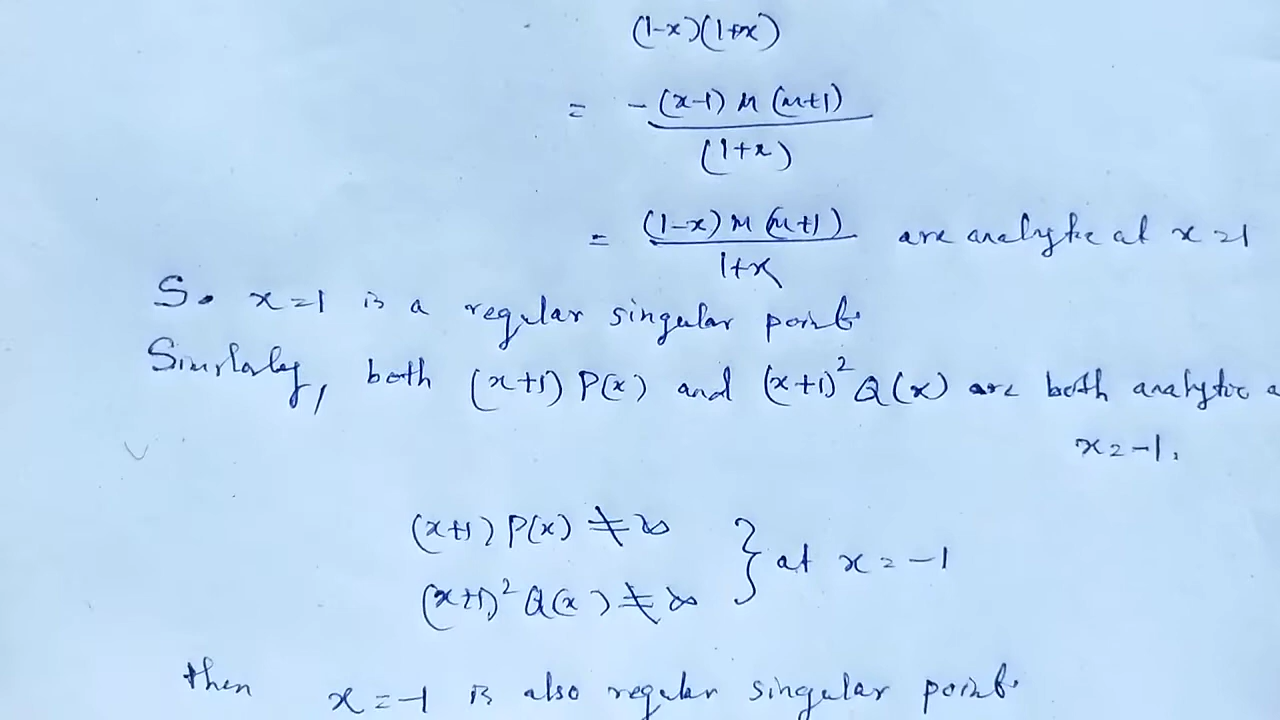 (1-x)(1+x)
= -(x-1) n (n+1)
(1+x)
= (1-x) n (n+1) are analytic at x=1
1+x
So x=1 is a regular singular point.
Similarly, both (x+1) P(x) and (x+1)² Q(x) are both analytic a
x=-1.
(x+1) P(x) ≠ ∞
(x+1)² Q(x) ≠ ∞ } at x = -1
then x = -1 is also regular singular point.